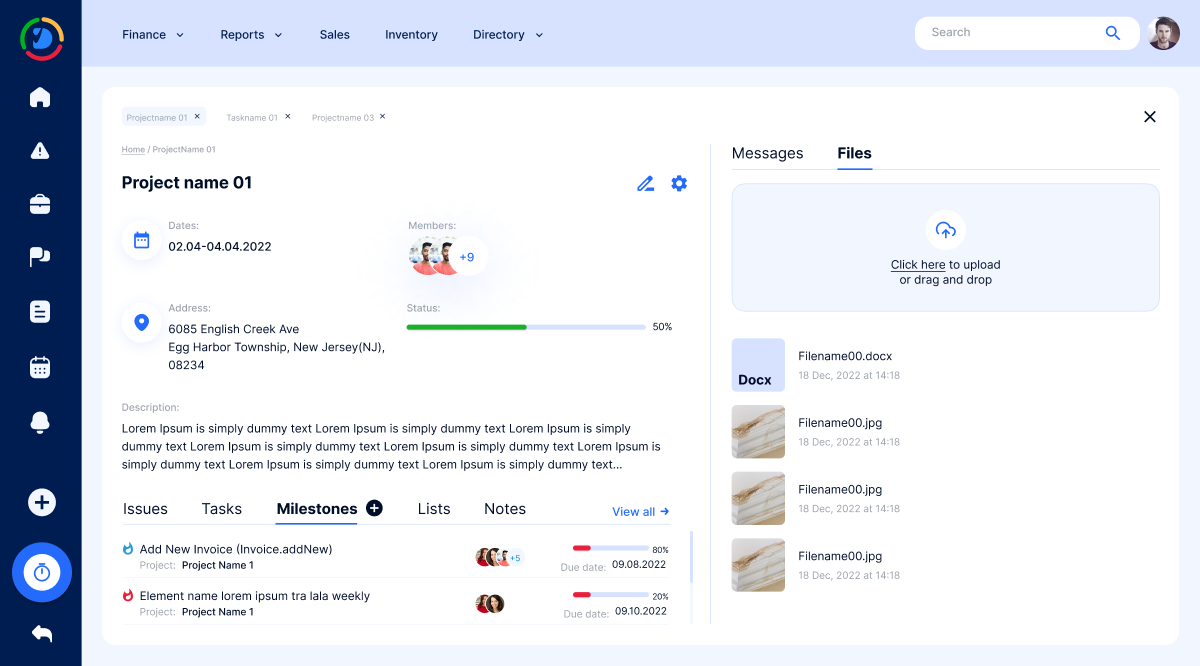 Finance
Reports
Sales
Inventory
Directory
Search
Projectname 01
Taskname 01
Projectname 03
Home / ProjectName 01
Project name 01
Dates:
02.04-04.04.2022
Members:
+9
Address:
6085 English Creek Ave
Egg Harbor Township, New Jersey(NJ),
08234
Status:
50%
Description:
Lorem Ipsum is simply dummy text Lorem Ipsum is simply dummy text Lorem Ipsum is simply
dummy text Lorem Ipsum is simply dummy text Lorem Ipsum is simply dummy text Lorem Ipsum is
simply dummy text Lorem Ipsum is simply dummy text Lorem Ipsum is simply dummy text...
Issues
Tasks
Milestones
Lists
Notes
View all
Add New Invoice (Invoice.addNew)
Project: Project Name 1
+5
80%
Due date: 09.08.2022
Element name lorem ipsum tra lala weekly
Project: Project Name 1
20%
Due date: 09.10.2022
Messages
Files
Click here to upload
or drag and drop
Docx
Filename00.docx
18 Dec, 2022 at 14:18
Filename00.jpg
18 Dec, 2022 at 14:18
Filename00.jpg
18 Dec, 2022 at 14:18
Filename00.jpg
18 Dec, 2022 at 14:18